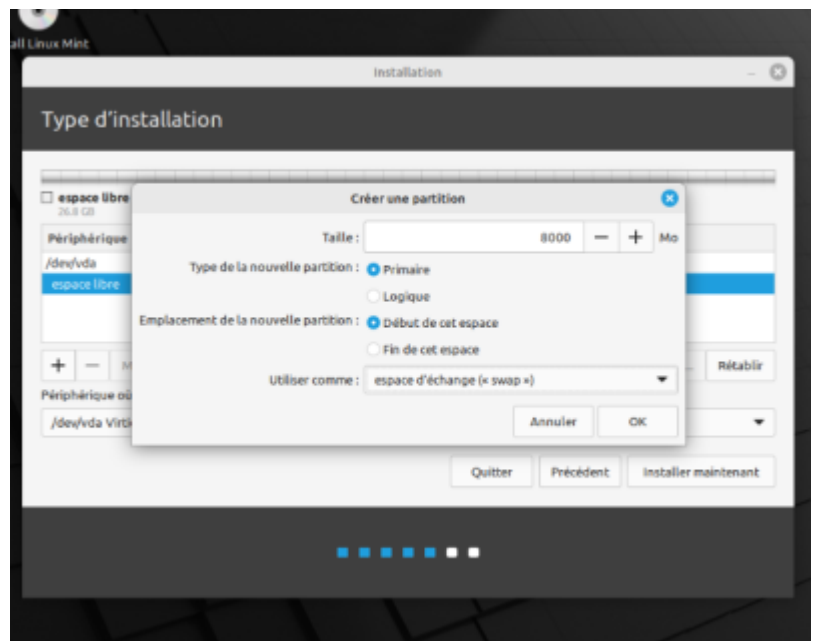 all Linux Mint
Installation
Type d'installation
espace libre
26.8 GB
Créer une partition
Taille : 8000 Mo
Type de la nouvelle partition : Primaire
Logique
Emplacement de la nouvelle partition : Début de cet espace
Fin de cet espace
Utiliser comme : espace d'échange (« swap »)
Annuler OK
Périphérique
/dev/vda
espace libre
+ − M Rétablir
Périphérique où
/dev/vda Virti
Quitter Précédent Installer maintenant